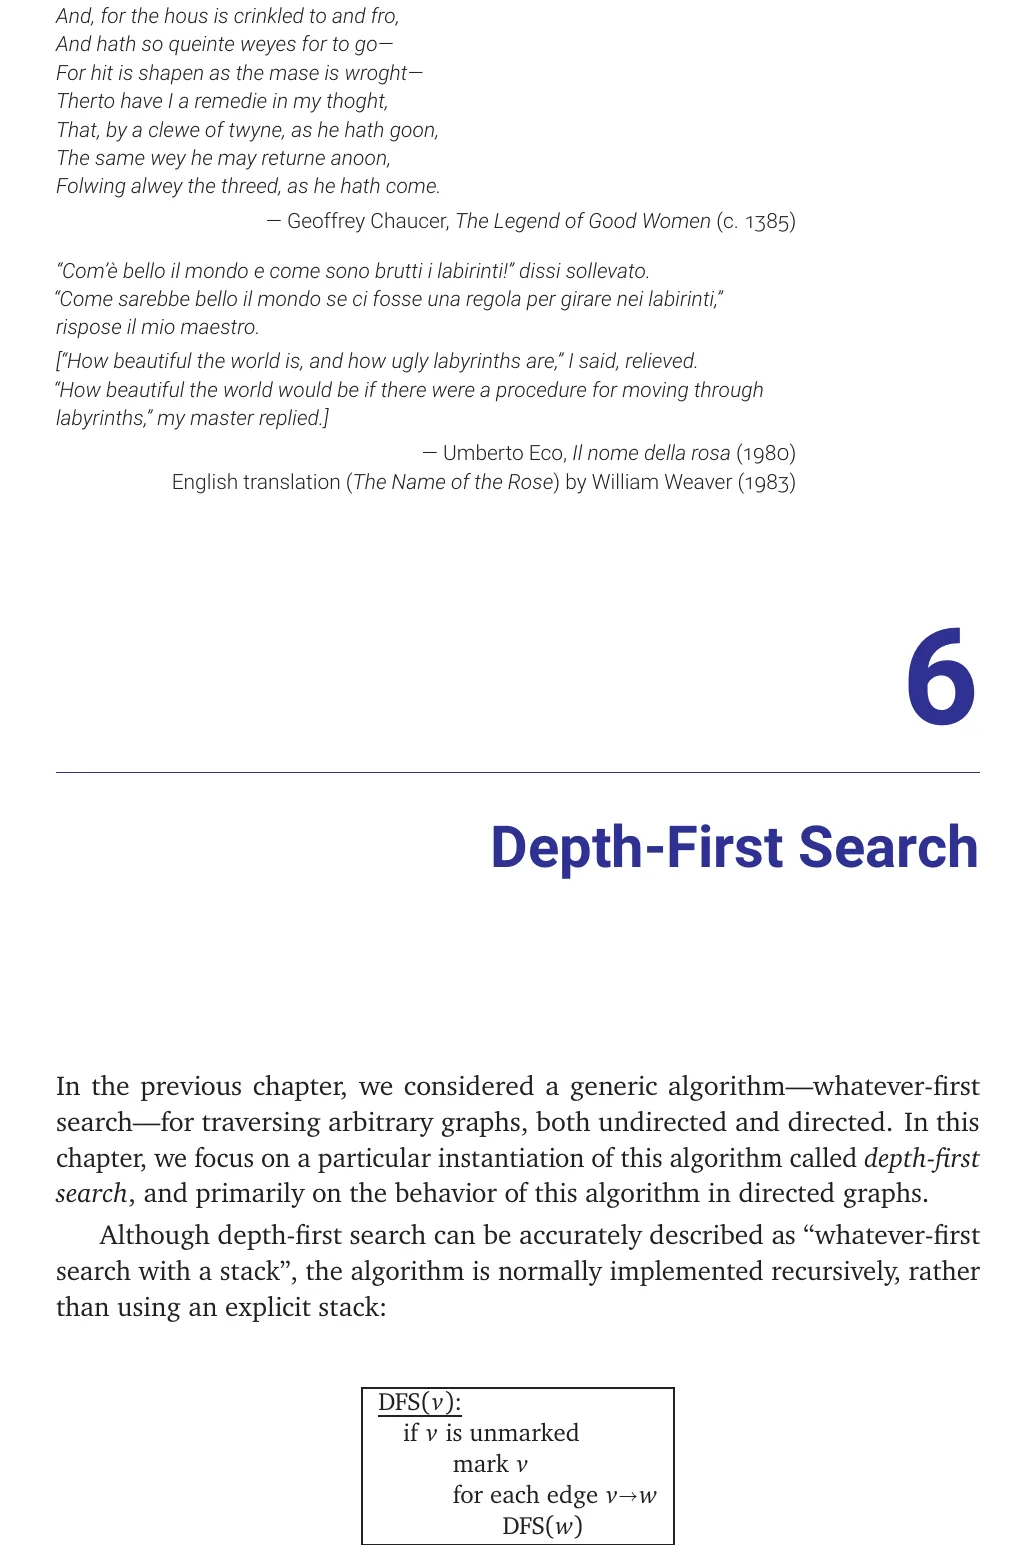 And, for the hous is crinkled to and fro,
And hath so queinte weyes for to go—
For hit is shapen as the mase is wroght—
Therto have I a remedie in my thoght,
That, by a clewe of twyne, as he hath goon,
The same wey he may returne anoon,
Folwing alwey the threed, as he hath come.
— Geoffrey Chaucer, The Legend of Good Women (c. 1385)
“Com’è bello il mondo e come sono brutti i labirinti!” dissi sollevato.
“Come sarebbe bello il mondo se ci fosse una regola per girare nei labirinti,”
rispose il mio maestro.
[“How beautiful the world is, and how ugly labyrinths are,” I said, relieved.
“How beautiful the world would be if there were a procedure for moving through
labyrinths,” my master replied.]
— Umberto Eco, Il nome della rosa (1980)
English translation (The Name of the Rose) by William Weaver (1983)
6
Depth-First Search
In the previous chapter, we considered a generic algorithm—whatever-first
search—for traversing arbitrary graphs, both undirected and directed. In this
chapter, we focus on a particular instantiation of this algorithm called depth-first
search, and primarily on the behavior of this algorithm in directed graphs.
Although depth-first search can be accurately described as “whatever-first
search with a stack”, the algorithm is normally implemented recursively, rather
than using an explicit stack:
DFS(v):
if v is unmarked
mark v
for each edge v→w
DFS(w)